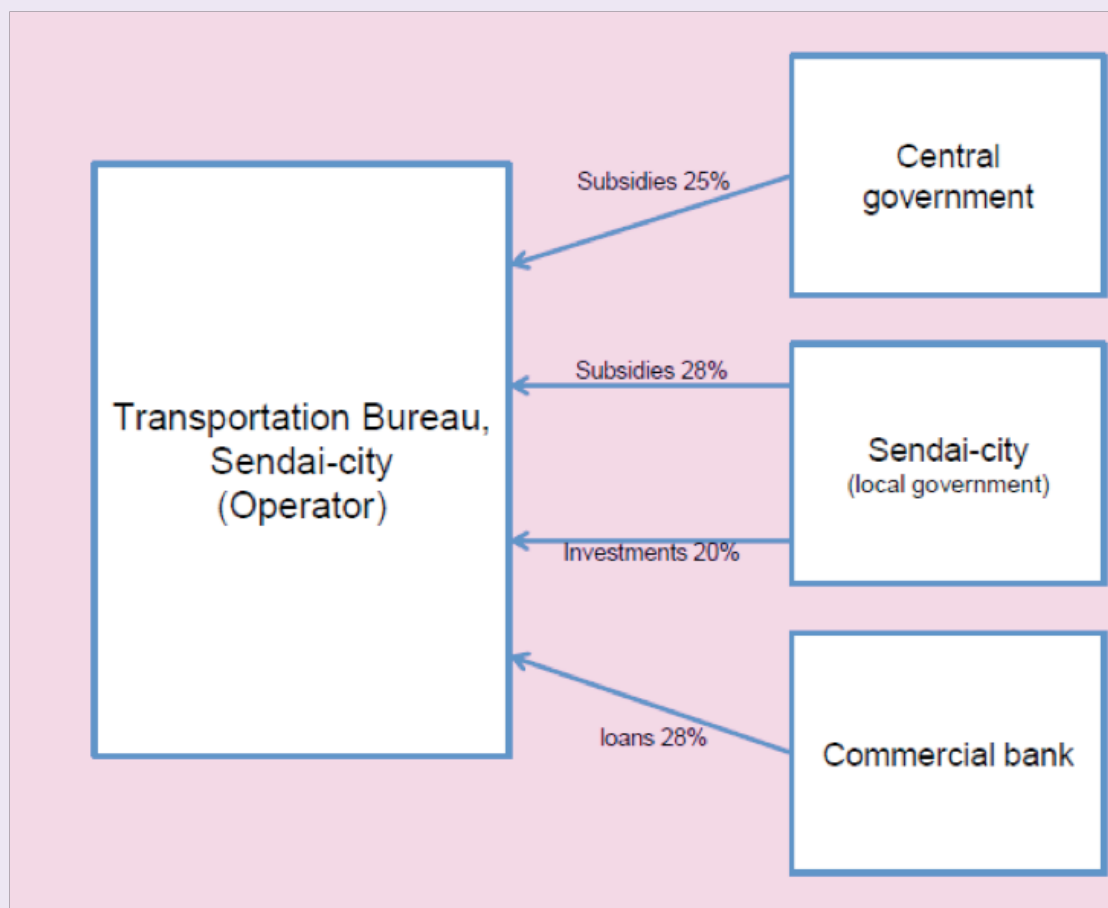 Central
government
Subsidies 25%
Transportation Bureau,
Sendai-city
(Operator)
Subsidies 28%
Sendai-city
(local government)
Investments 20%
loans 28%
Commercial bank